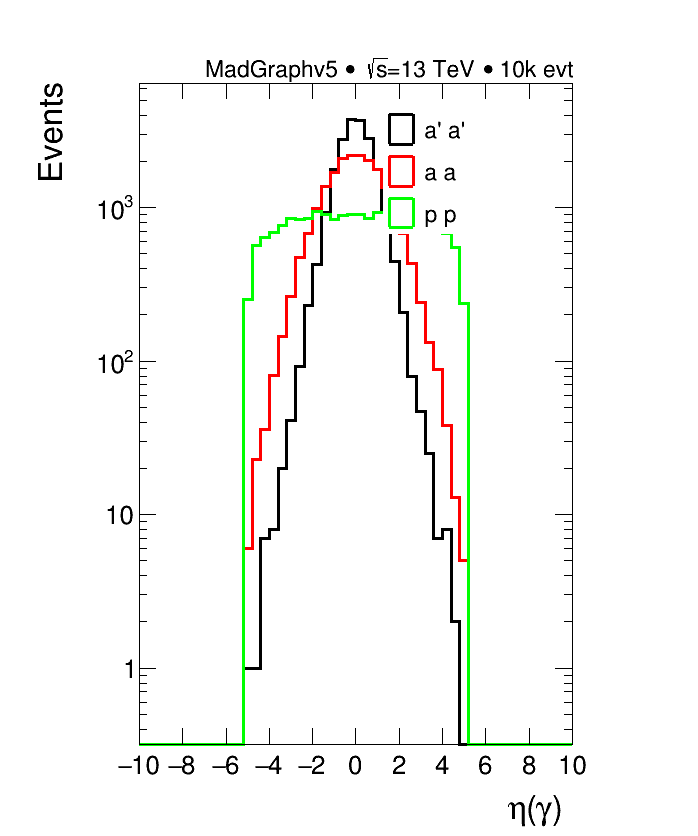 MadGraphv5 • √s=13 TeV • 10k evt
Events
a' a'
a a
p p
10³
10²
10
1
−10 −8 −6 −4 −2 0 2 4 6 8 10
η(γ)